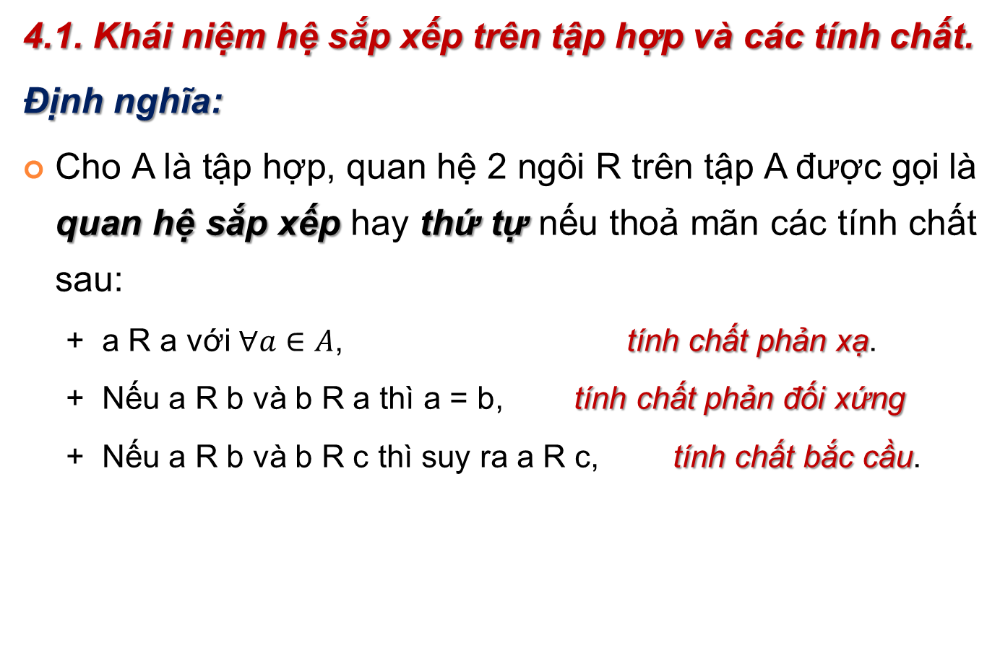 4.1. Khái niệm hệ sắp xếp trên tập hợp và các tính chất.
Định nghĩa:
Cho A là tập hợp, quan hệ 2 ngôi R trên tập A được gọi là
quan hệ sắp xếp hay thứ tự nếu thoả mãn các tính chất
sau:
+ a R a với ∀𝑎 ∈ 𝐴, tính chất phản xạ.
+ Nếu a R b và b R a thì a = b, tính chất phản đối xứng
+ Nếu a R b và b R c thì suy ra a R c, tính chất bắc cầu.